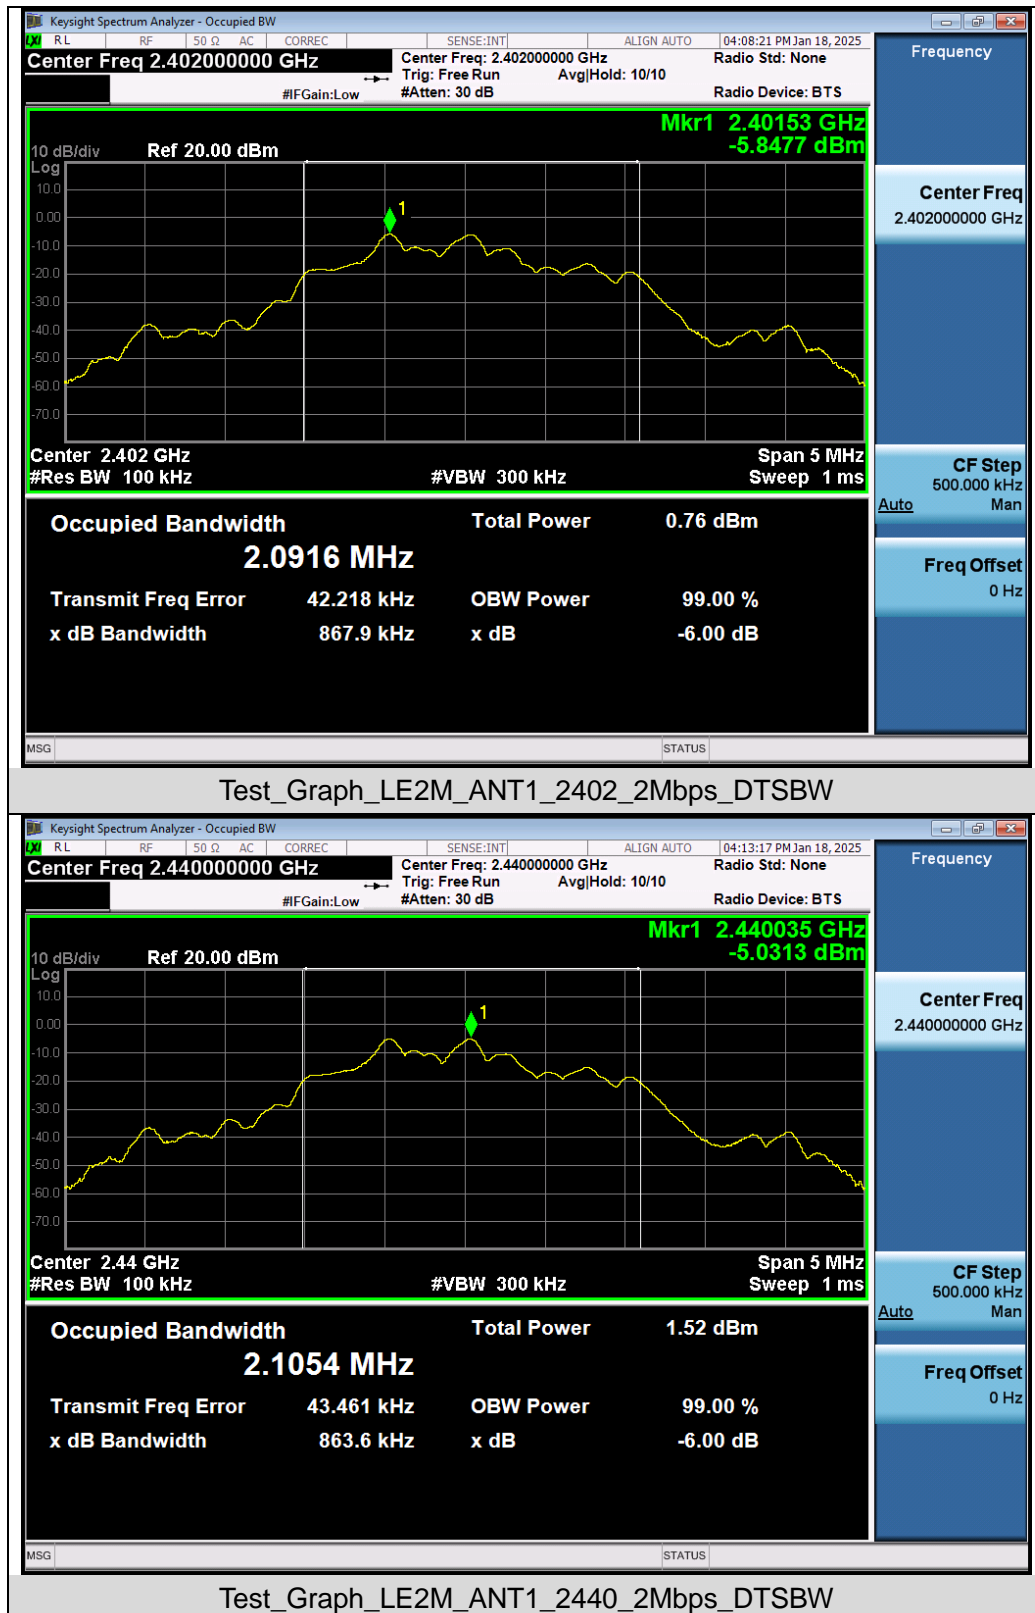 Keysight Spectrum Analyzer - Occupied BW
LXI RL RF 50 Ω AC CORREC SENSE:INT ALIGN AUTO 04:08:21 PM Jan 18, 2025
Center Freq 2.402000000 GHz
Center Freq: 2.402000000 GHz
Radio Std: None
Trig: Free Run Avg|Hold: 10/10
#IFGain:Low
#Atten: 30 dB
Radio Device: BTS
Frequency
Mkr1 2.40153 GHz
-5.8477 dBm
10 dB/div Ref 20.00 dBm
Log
10.0
0.00
-10.0
-20.0
-30.0
-40.0
-50.0
-60.0
-70.0
1
Center Freq
2.402000000 GHz
Center 2.402 GHz Span 5 MHz
#Res BW 100 kHz #VBW 300 kHz Sweep 1 ms
CF Step
500.000 kHz
Auto Man
Freq Offset
0 Hz
Occupied Bandwidth Total Power 0.76 dBm
2.0916 MHz
Transmit Freq Error 42.218 kHz OBW Power 99.00 %
x dB Bandwidth 867.9 kHz x dB -6.00 dB
MSG STATUS
Test_Graph_LE2M_ANT1_2402_2Mbps_DTSBW
Keysight Spectrum Analyzer - Occupied BW
LXI RL RF 50 Ω AC CORREC SENSE:INT ALIGN AUTO 04:13:17 PM Jan 18, 2025
Center Freq 2.440000000 GHz
Center Freq: 2.440000000 GHz
Radio Std: None
Trig: Free Run Avg|Hold: 10/10
#IFGain:Low
#Atten: 30 dB
Radio Device: BTS
Frequency
Mkr1 2.440035 GHz
-5.0313 dBm
10 dB/div Ref 20.00 dBm
Log
10.0
0.00
-10.0
-20.0
-30.0
-40.0
-50.0
-60.0
-70.0
1
Center Freq
2.440000000 GHz
Center 2.44 GHz Span 5 MHz
#Res BW 100 kHz #VBW 300 kHz Sweep 1 ms
CF Step
500.000 kHz
Auto Man
Freq Offset
0 Hz
Occupied Bandwidth Total Power 1.52 dBm
2.1054 MHz
Transmit Freq Error 43.461 kHz OBW Power 99.00 %
x dB Bandwidth 863.6 kHz x dB -6.00 dB
MSG STATUS
Test_Graph_LE2M_ANT1_2440_2Mbps_DTSBW